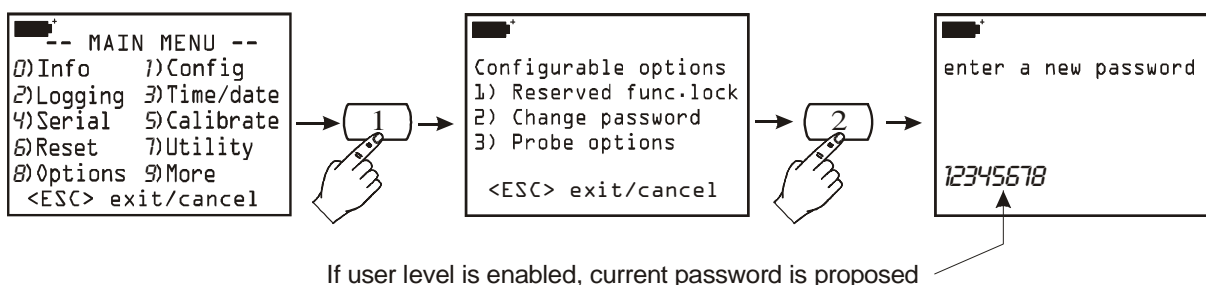 -- MAIN MENU --
0)Info 1)Config
2)Logging 3)Time/date
4)Serial 5)Calibrate
6)Reset 7)Utility
8)Options 9)More
<ESC> exit/cancel
1
Configurable options
1) Reserved func.lock
2) Change password
3) Probe options
<ESC> exit/cancel
2
enter a new password
12345678
If user level is enabled, current password is proposed